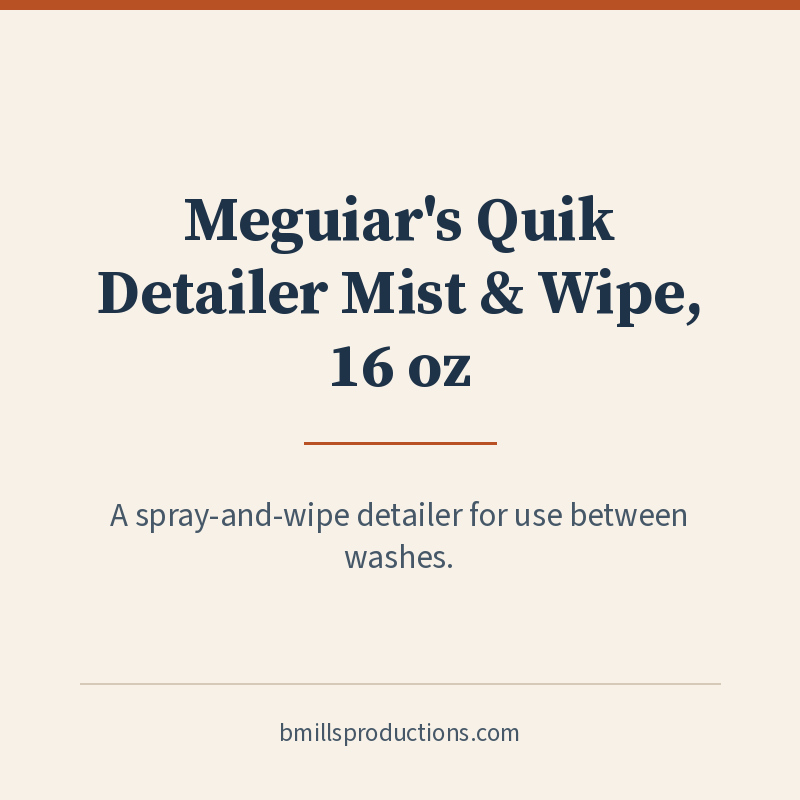 Meguiar's Quik
Detailer Mist & Wipe,
16 oz
A spray-and-wipe detailer for use between
washes.
bmillsproductions.com